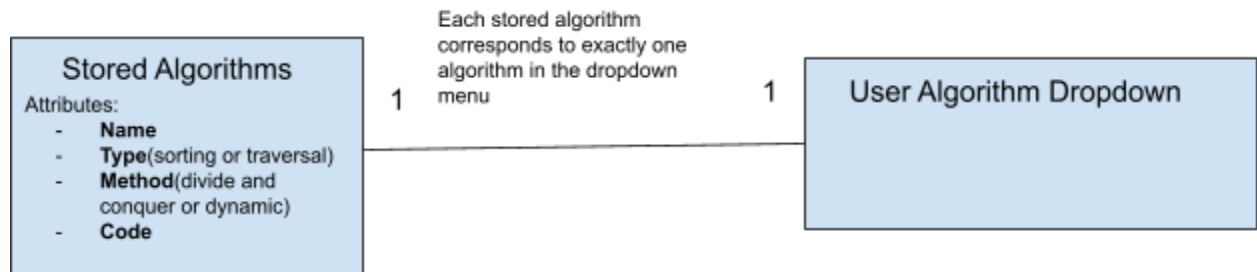 Each stored algorithm
corresponds to exactly one
algorithm in the dropdown
menu
Stored Algorithms
Attributes:
- Name
- Type(sorting or traversal)
- Method(divide and
conquer or dynamic)
- Code
1
1
User Algorithm Dropdown